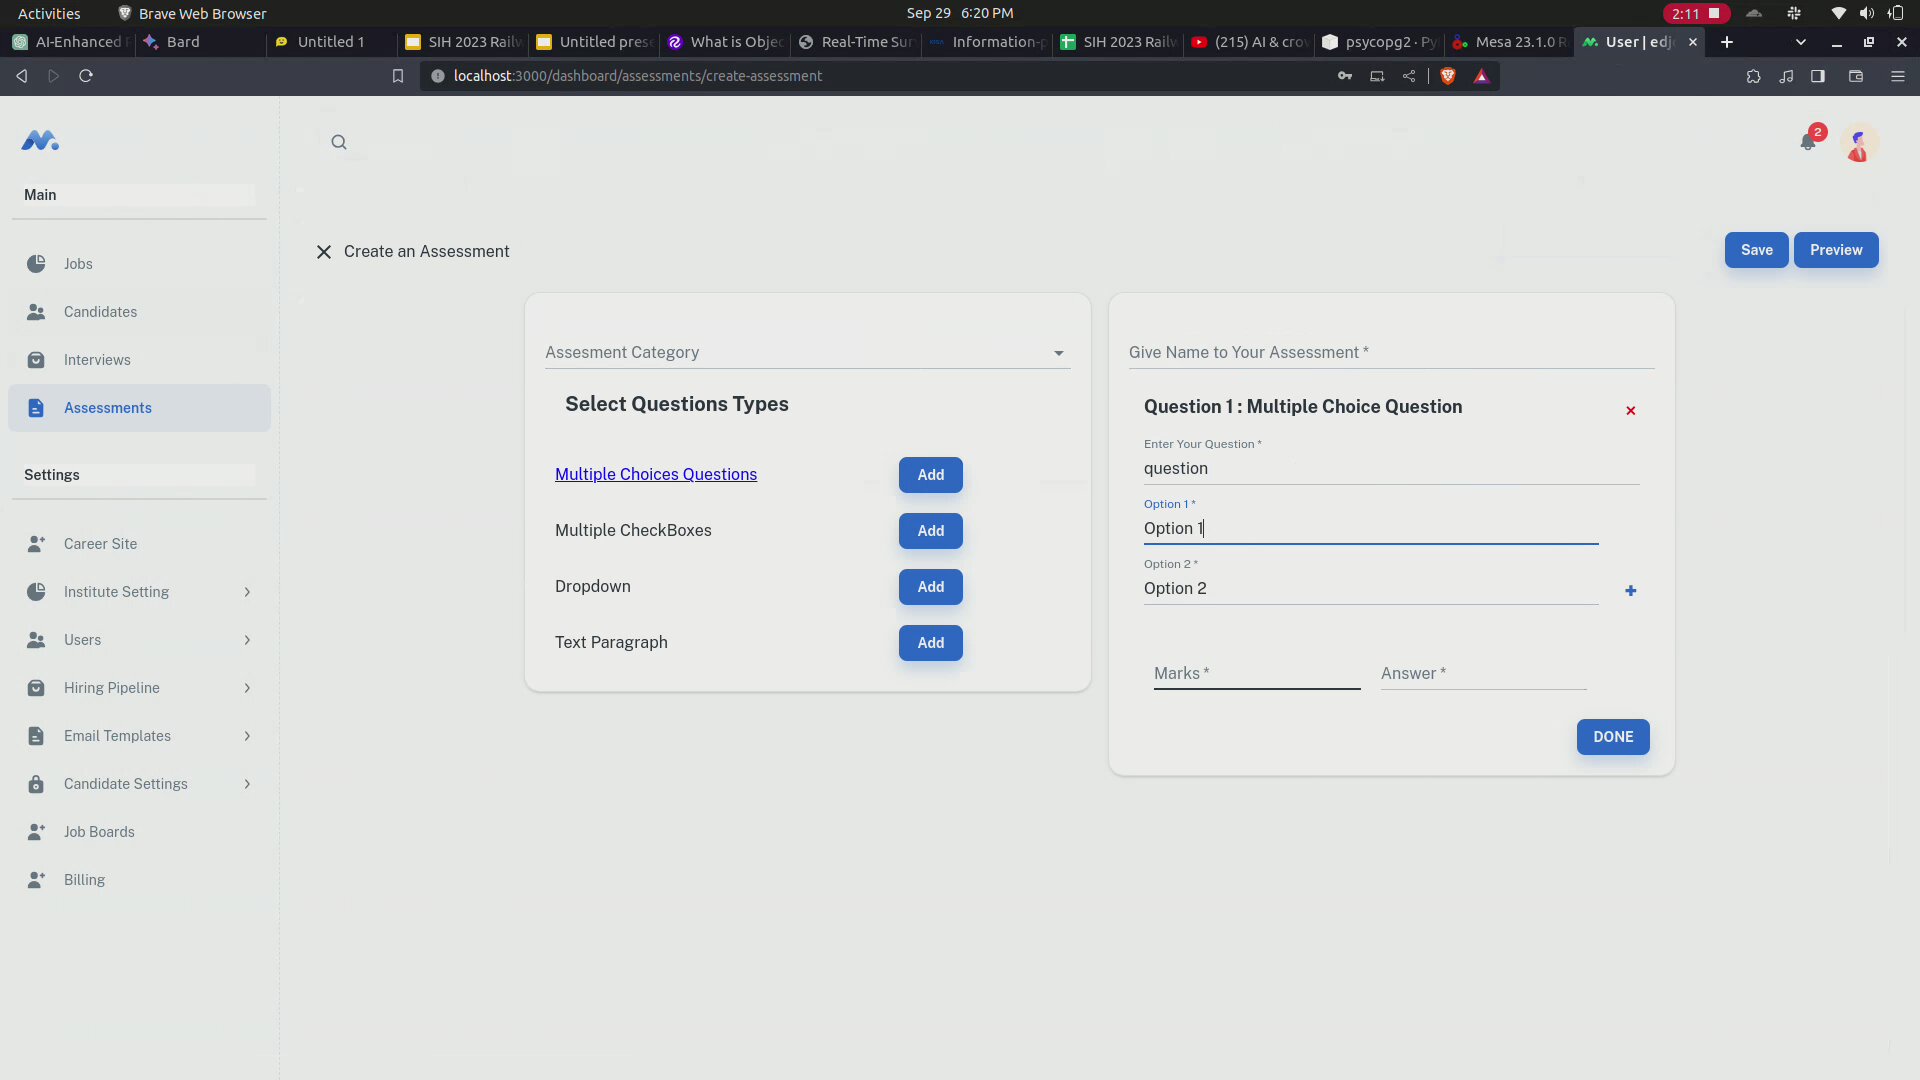 Activities
Brave Web Browser
Sep 29 6:20 PM
2:11
AI-Enhanced
Bard
Untitled 1
SIH 2023 Railw
Untitled prese
What is Objec
Real-Time Sur
Information-p
SIH 2023 Railw
(215) AI & crow
psycopg2 · Py
Mesa 23.1.0 R
User | edjo
localhost:3000/dashboard/assessments/create-assessment
2
Main
Jobs
Candidates
Interviews
Assessments
Settings
Career Site
Institute Setting
Users
Hiring Pipeline
Email Templates
Candidate Settings
Job Boards
Billing
Create an Assessment
Save
Preview
Assesment Category
Select Questions Types
Multiple Choices Questions
Add
Multiple CheckBoxes
Add
Dropdown
Add
Text Paragraph
Add
Give Name to Your Assessment *
Question 1 : Multiple Choice Question
Enter Your Question *
question
Option 1 *
Option 1
Option 2 *
Option 2
Marks *
Answer *
DONE